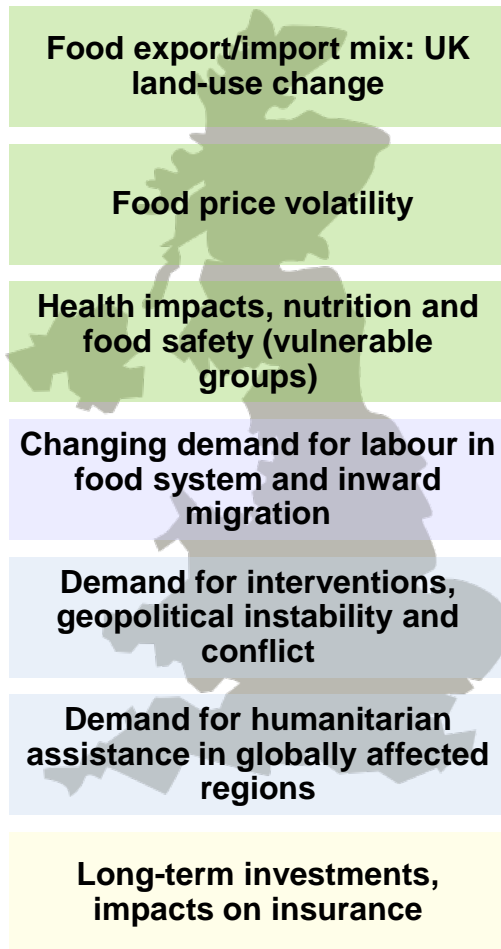 Food export/import mix: UK
land-use change
Food price volatility
Health impacts, nutrition and
food safety (vulnerable
groups)
Changing demand for labour in
food system and inward
migration
Demand for interventions,
geopolitical instability and
conflict
Demand for humanitarian
assistance in globally affected
regions
Long-term investments,
impacts on insurance